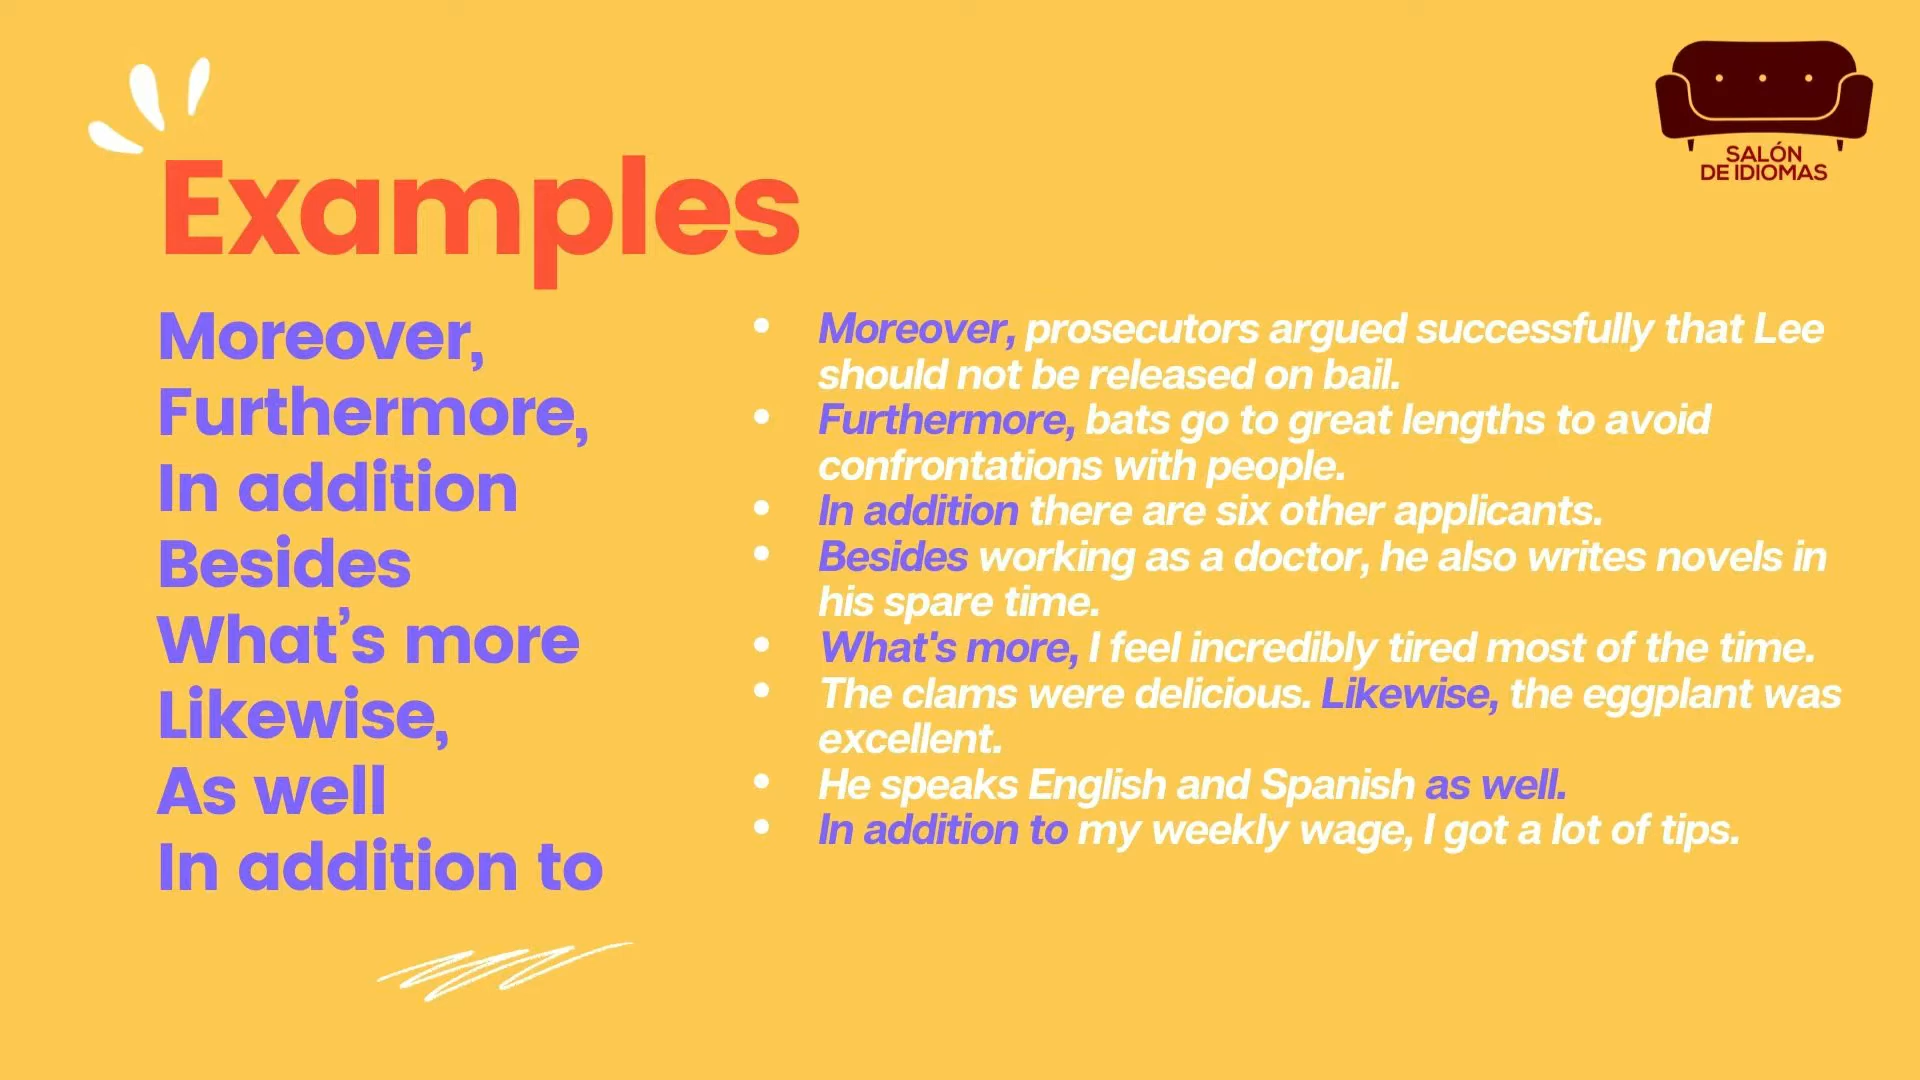 SALÓN
DE IDIOMAS
Examples
Moreover,
Furthermore,
In addition
Besides
What’s more
Likewise,
As well
In addition to
Moreover, prosecutors argued successfully that Lee
should not be released on bail.
Furthermore, bats go to great lengths to avoid
confrontations with people.
In addition there are six other applicants.
Besides working as a doctor, he also writes novels in
his spare time.
What's more, I feel incredibly tired most of the time.
The clams were delicious. Likewise, the eggplant was
excellent.
He speaks English and Spanish as well.
In addition to my weekly wage, I got a lot of tips.